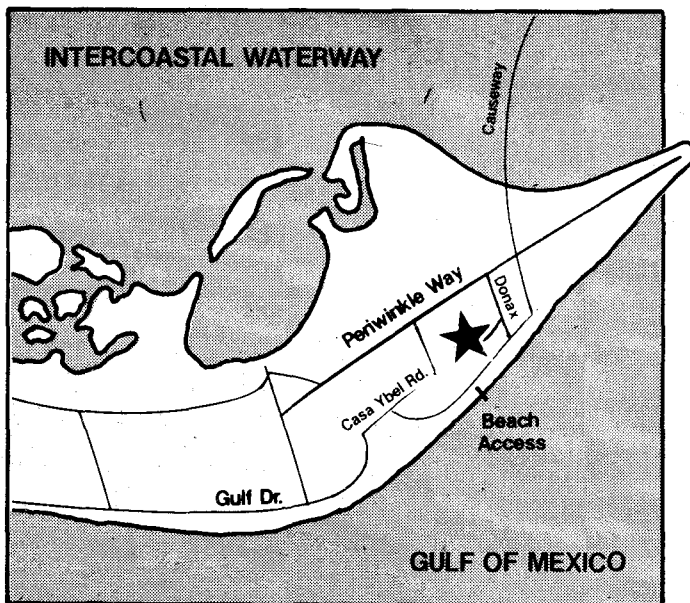 INTERCOASTAL WATERWAY
Causeway
Periwinkle Way
Donax
Casa Ybel Rd.
Beach
Access
Gulf Dr.
GULF OF MEXICO